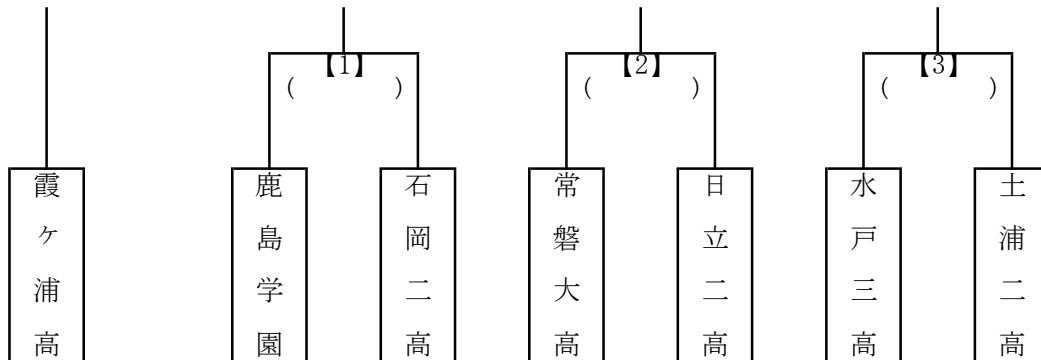 【1】
( )
【2】
( )
【3】
( )
霞ケ浦高
鹿島学園
石岡二高
常磐大高
日立二高
水戸三高
土浦二高